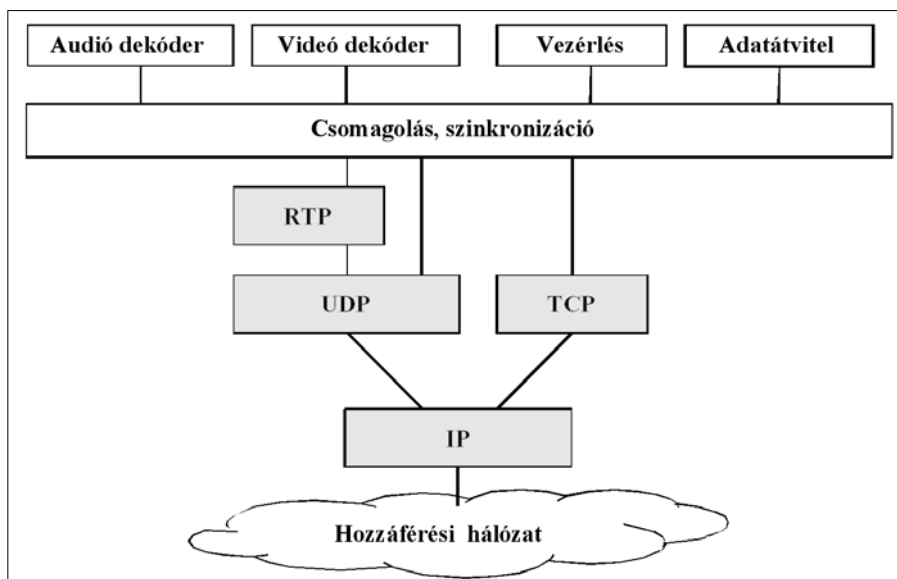 Audió dekóder
Videó dekóder
Vezérlés
Adatátvitel
Csomagolás, szinkronizáció
RTP
UDP
TCP
IP
Hozzáférési hálózat